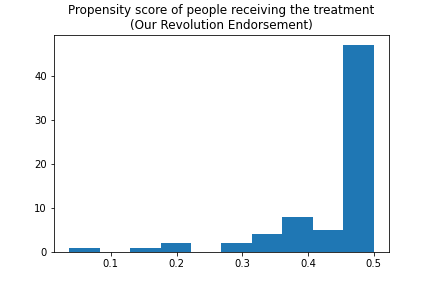 Propensity score of people receiving the treatment
(Our Revolution Endorsement)
40
30
20
10
0
0.1 0.2 0.3 0.4 0.5